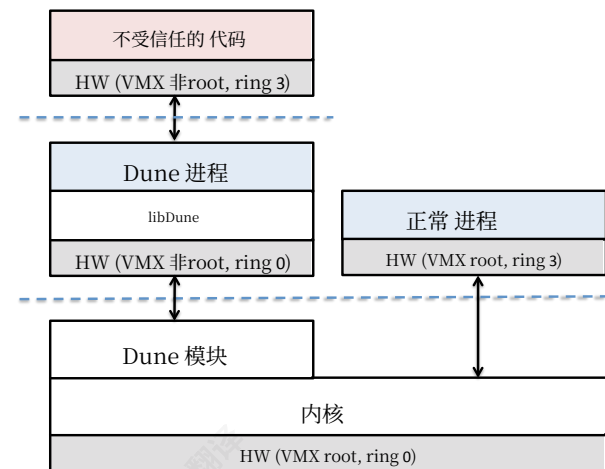 不受信任的 代码
HW (VMX 非root, ring 3)
Dune 进程
libDune
HW (VMX 非root, ring 0)
正常 进程
HW (VMX root, ring 3)
Dune 模块
内核
HW (VMX root, ring 0)
翻译